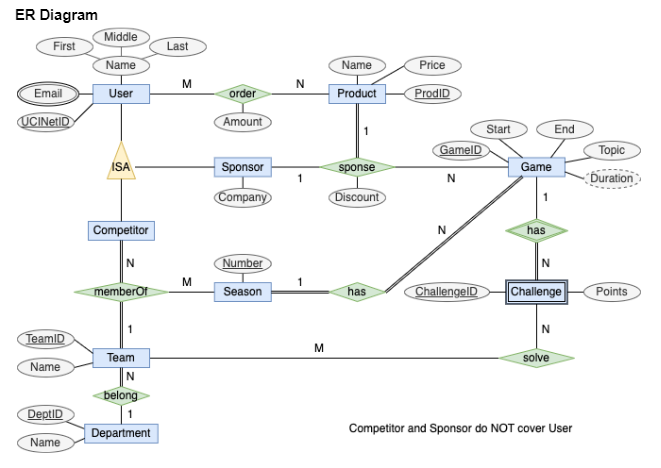 ER Diagram
Middle
First
Last
Name
Name
Price
Email
User
M
order
N
Product
ProdID
UCINetID
Amount
1
Start
End
GameID
Topic
ISA
Sponsor
1
sponse
N
Game
Duration
Company
Discount
1
Competitor
N
has
Number
N
N
memberOf
M
Season
1
has
ChallengeID
Challenge
Points
1
TeamID
N
Team
M
solve
Name
N
belong
DeptID
1
Department
Name
Competitor and Sponsor do NOT cover User